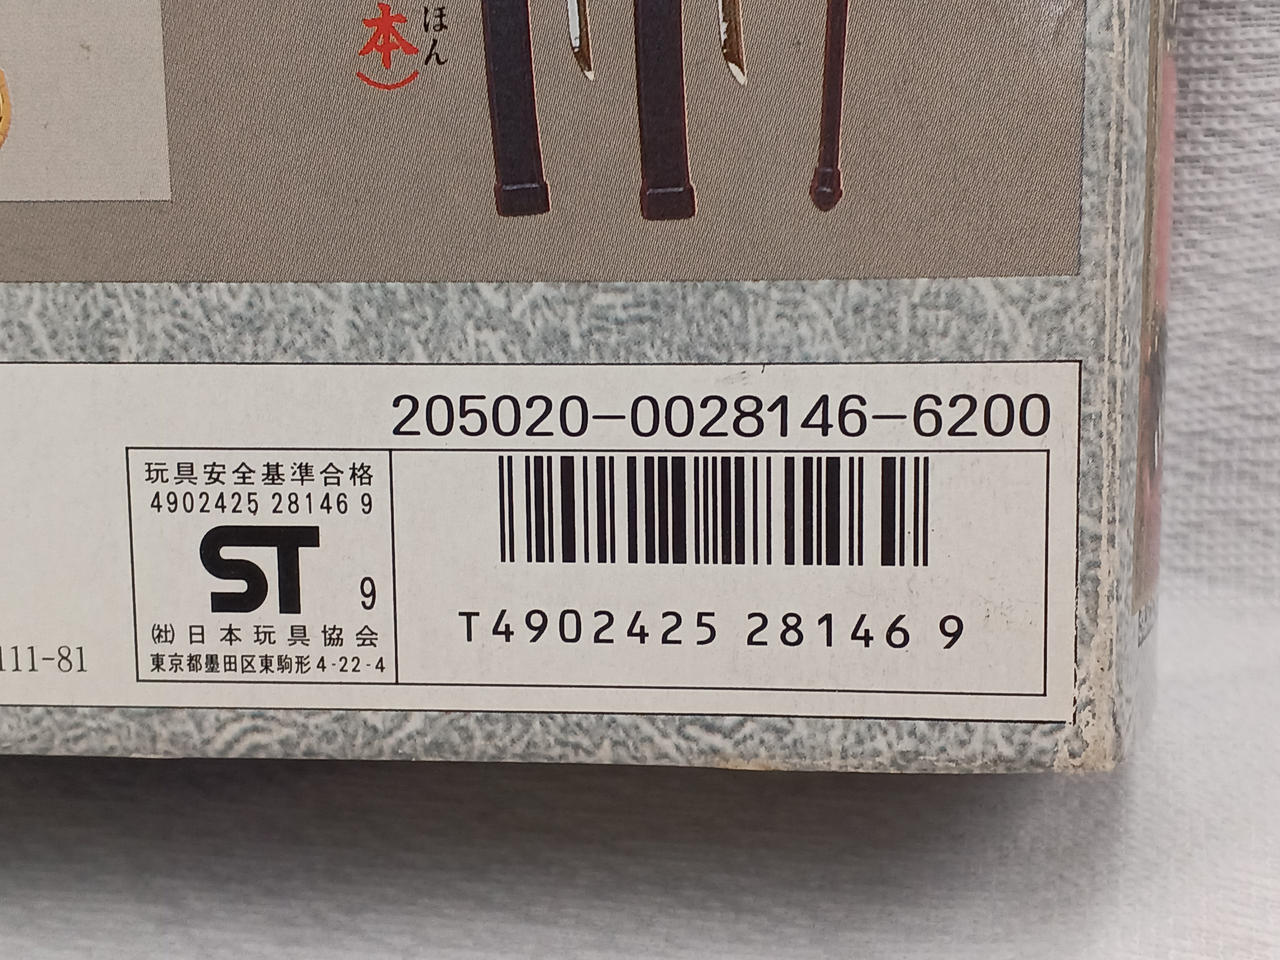 本)
ほん
205020-0028146-6200
玩具安全基準合格
4902425 28146 9
ST 9
(社)日本玩具協会
東京都墨田区東駒形4-22-4
T4902425 28146 9
111-81